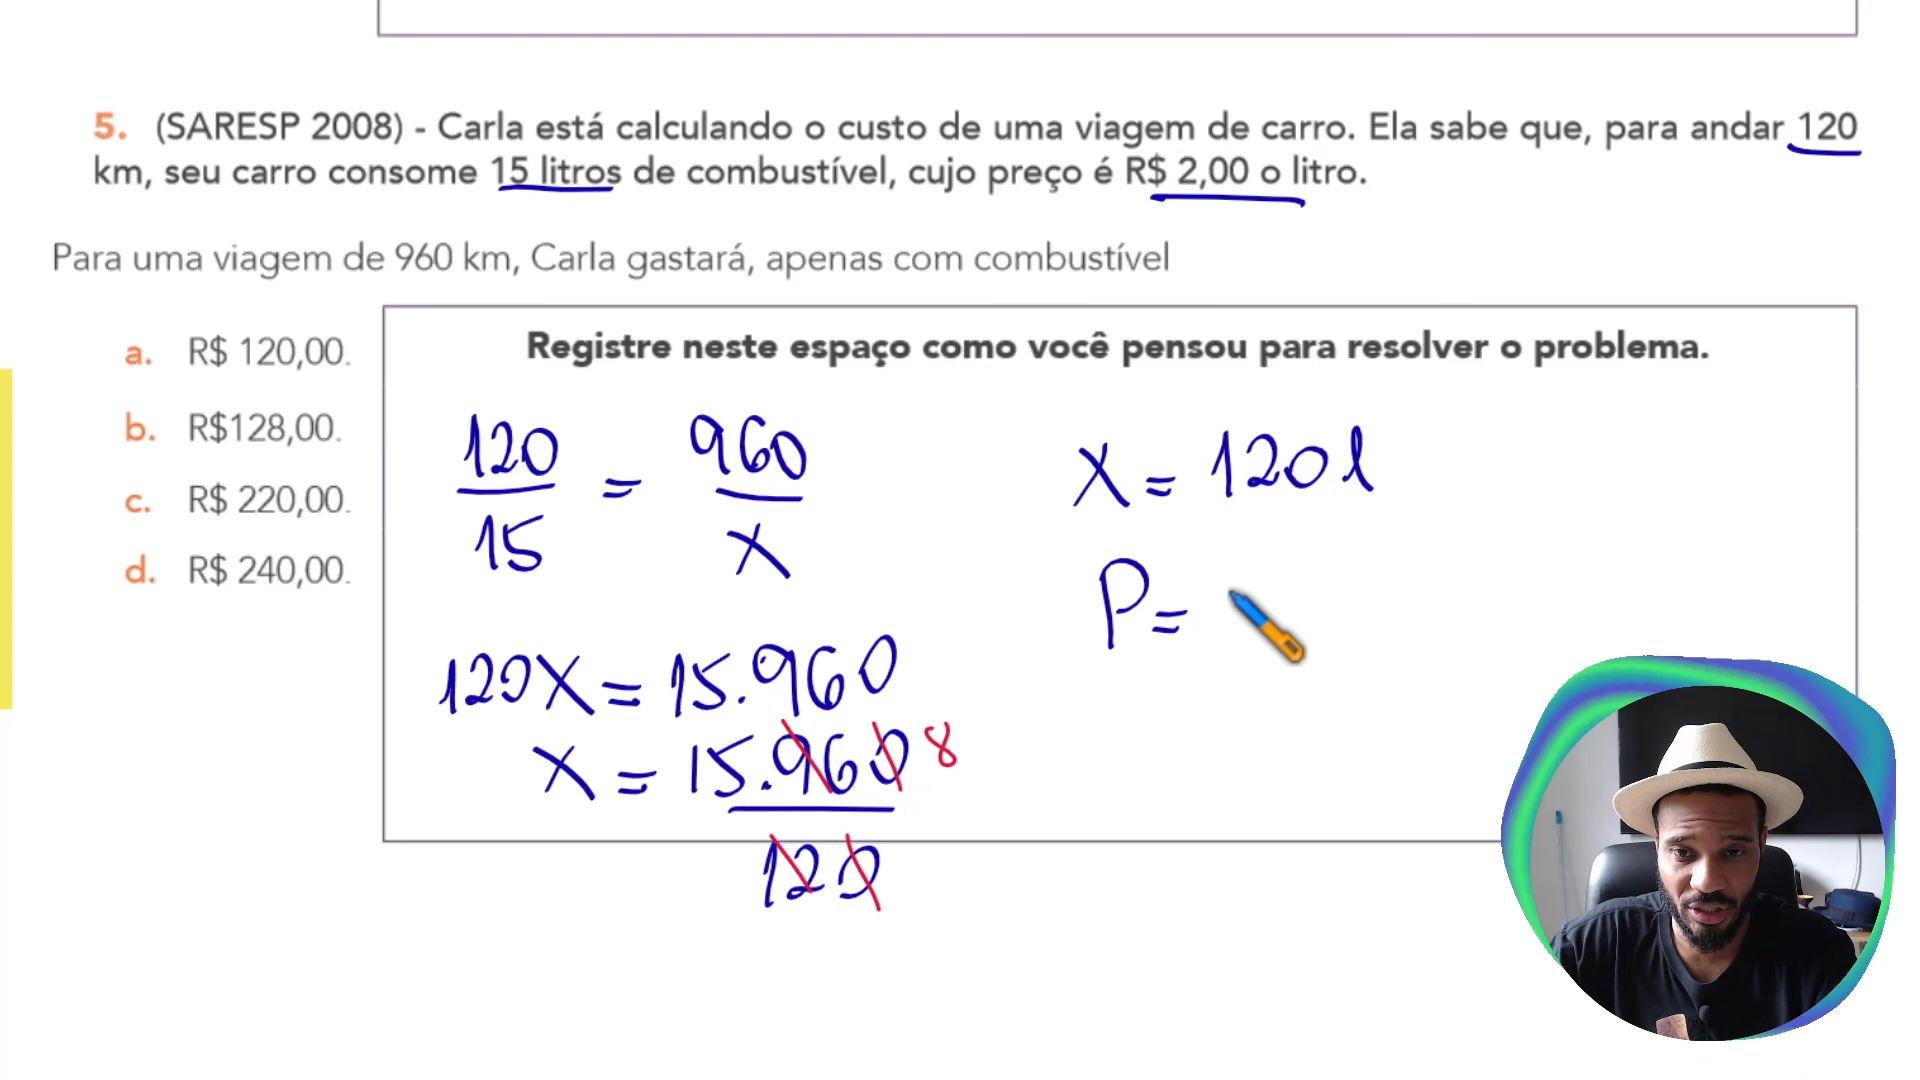 5. (SARESP 2008) - Carla está calculando o custo de uma viagem de carro. Ela sabe que, para andar 120
km, seu carro consome 15 litros de combustível, cujo preço é R$ 2,00 o litro.
Para uma viagem de 960 km, Carla gastará, apenas com combustível
a. R$ 120,00.
b. R$128,00.
c. R$ 220,00.
d. R$ 240,00.
Registre neste espaço como você pensou para resolver o problema.
120/15 = 960/x
120x = 15.960
x = 15.960 8
120
x = 120 l
P =